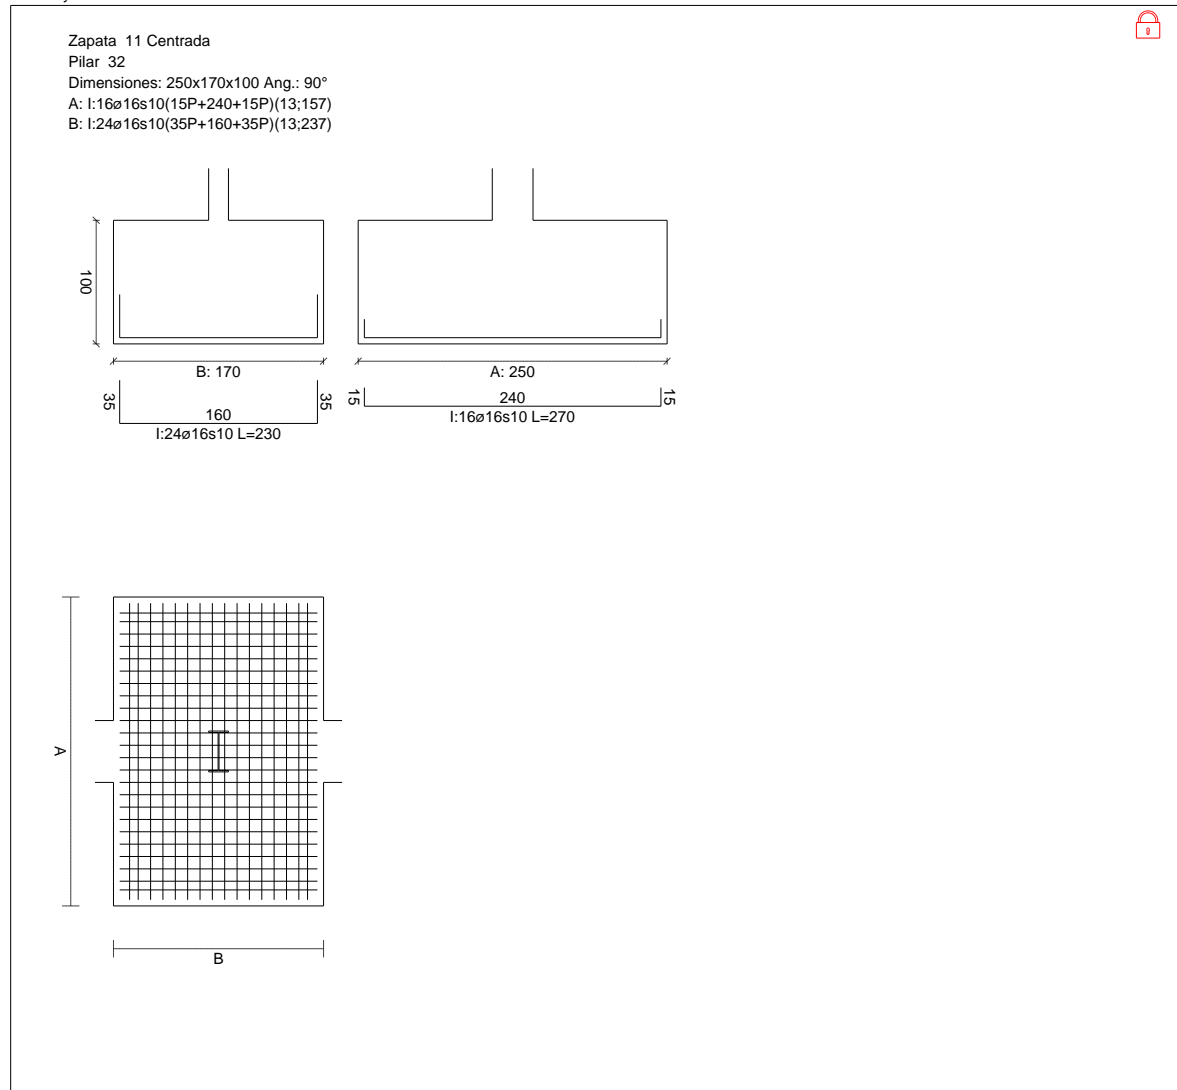 Zapata 11 Centrada
Pilar 32
Dimensiones: 250x170x100 Ang.: 90°
A: I:16ø16s10(15P+240+15P)(13;157)
B: I:24ø16s10(35P+160+35P)(13;237)
100
B: 170
A: 250
35
160
35
I:24ø16s10 L=230
15
240
15
I:16ø16s10 L=270
A
B